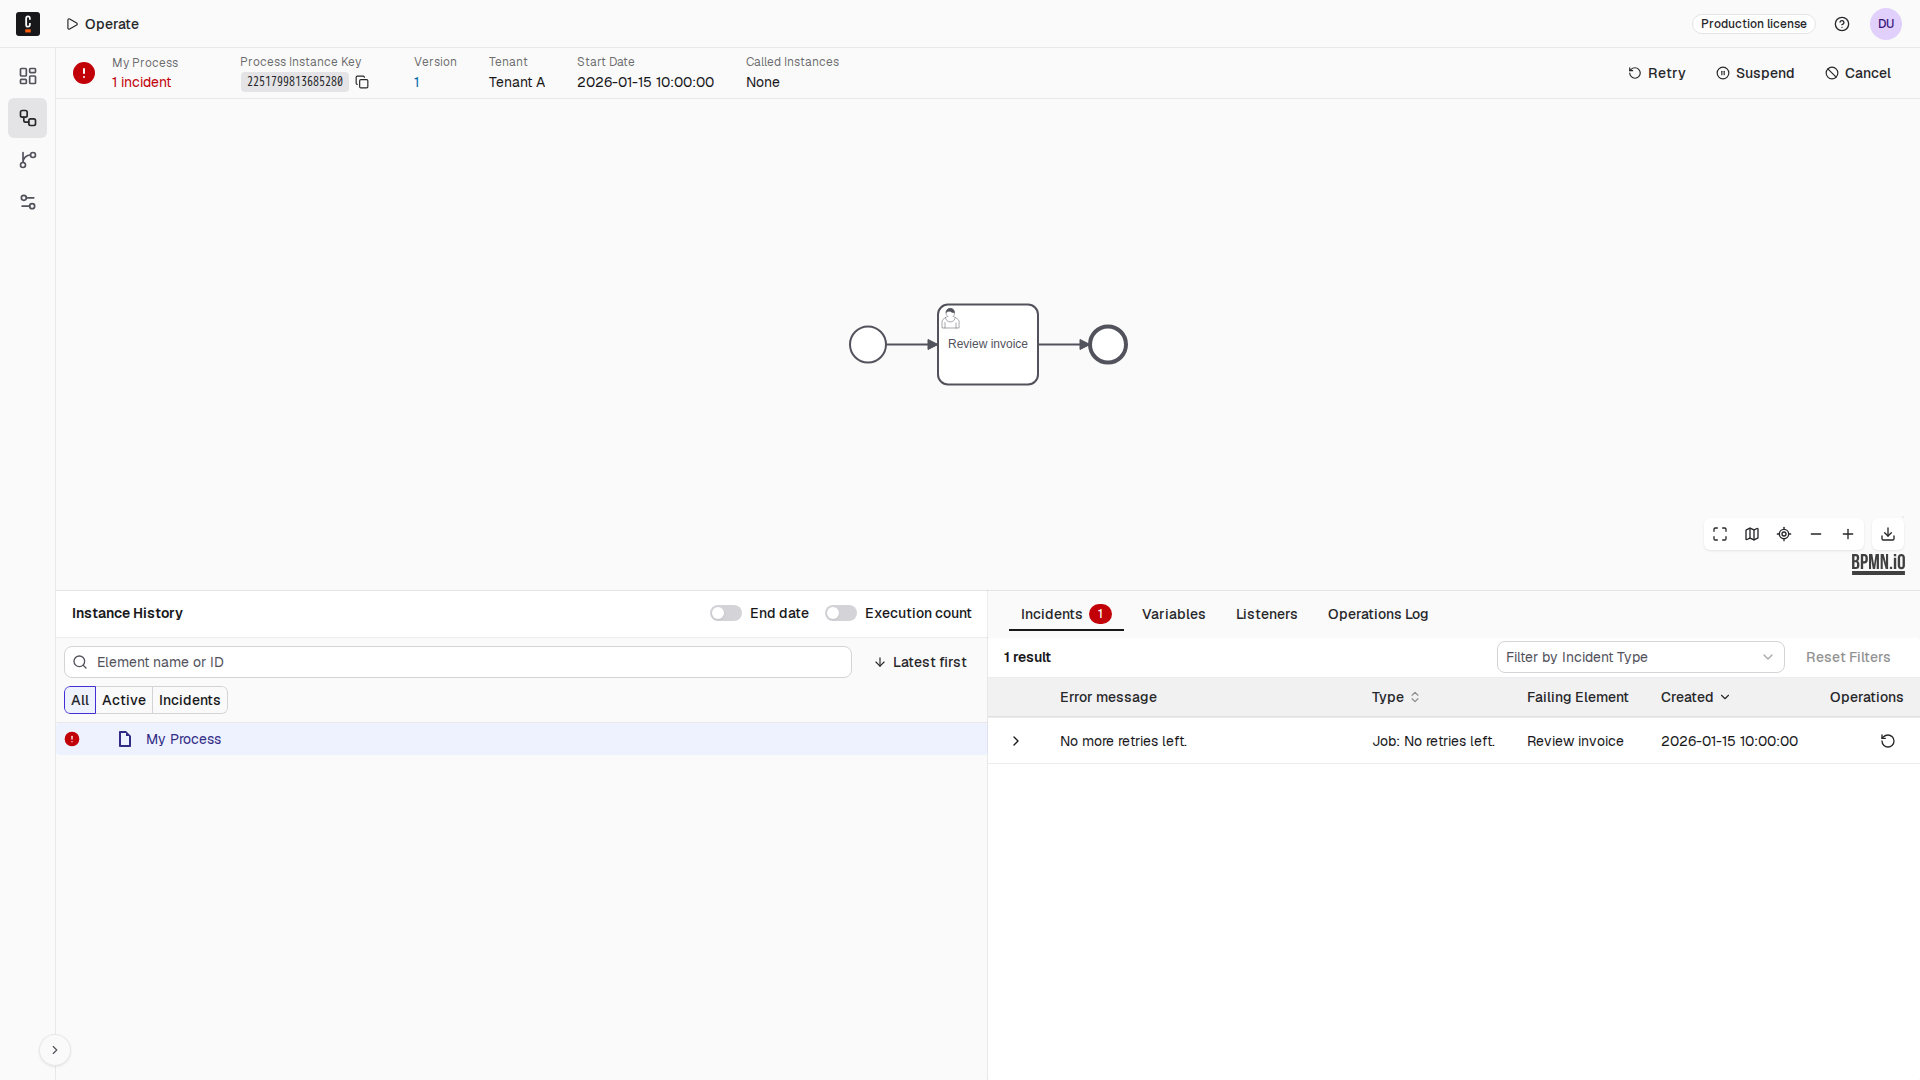 Operate
Production license
DU
My Process
1 incident
Process Instance Key
2251799813685280
Version
1
Tenant
Tenant A
Start Date
2026-01-15 10:00:00
Called Instances
None
Retry
Suspend
Cancel
Review invoice
BPMN.iO
Instance History
End date
Execution count
Element name or ID
Latest first
All
Active
Incidents
My Process
Incidents 1
Variables
Listeners
Operations Log
1 result
Filter by Incident Type
Reset Filters
Error message
Type
Failing Element
Created
Operations
No more retries left.
Job: No retries left.
Review invoice
2026-01-15 10:00:00